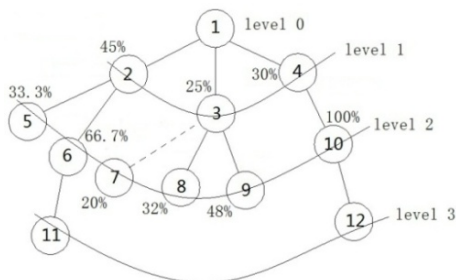 1 level 0
45% level 1
2 25% 30% 4
33.3%
5 3 100%
66.7% level 2
6 10
7 8 9
20% 32% 48%
11 12 level 3